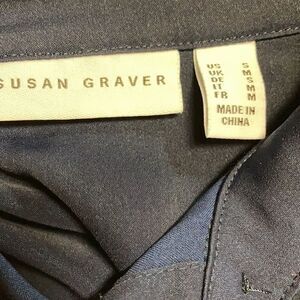 SUSAN GRAVER
US S
UK M
DE S
IT M
FR M
MADE IN
CHINA